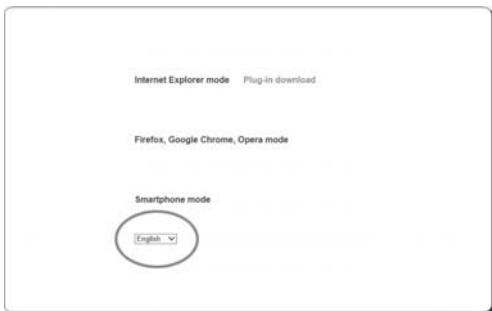 Internet Explorer mode Plug-in download
Firefox, Google Chrome, Opera mode
Smartphone mode
English